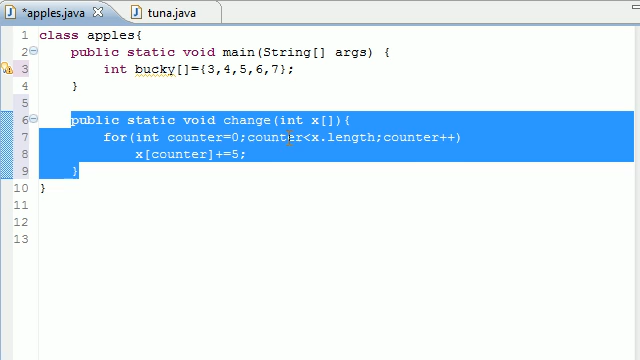 *apples.java
tuna.java
1 class apples{
2 public static void main(String[] args) {
3 int bucky[]={3,4,5,6,7};
4 }
5
6 public static void change(int x[]){
7 for(int counter=0;counter<x.length;counter++)
8 x[counter]+=5;
9 }
10 }
11
12
13